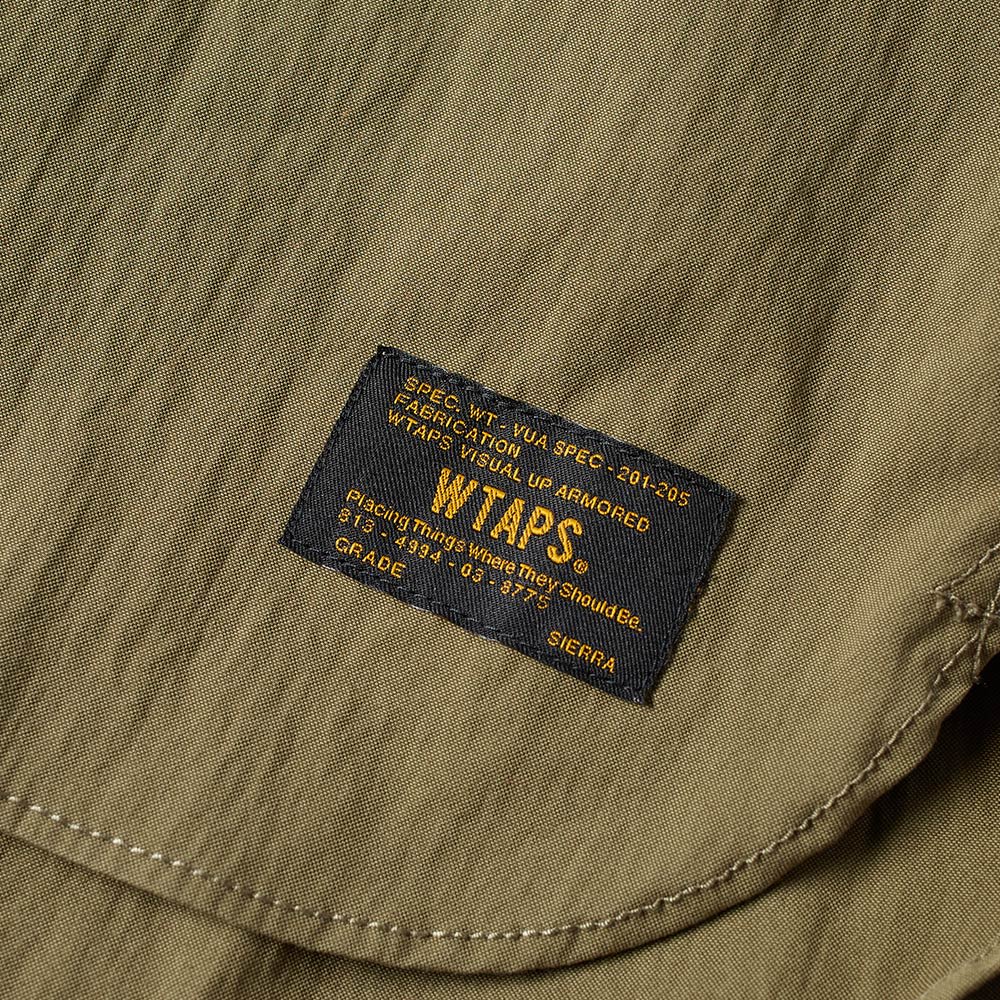 SPEC. WT - VUA SPEC - 201-205
FABRICATION
WTAPS VISUAL UP ARMORED
WTAPS®
Placing Things Where They Should Be.
813 - 4994 - 03 - 8775
GRADE SIERRA